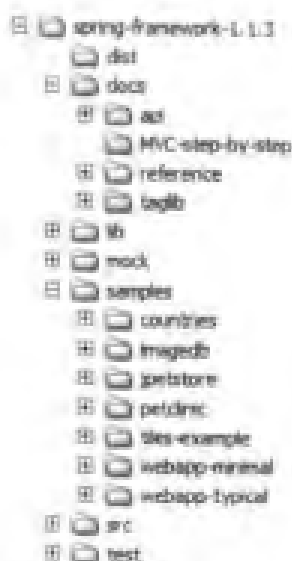 spring-framework-1.1.3
dist
docs
api
MVC-step-by-step
reference
taglib
lib
mock
samples
countries
imagedb
jpetstore
petclinic
tiles-example
webapp-minimal
webapp-typical
src
test